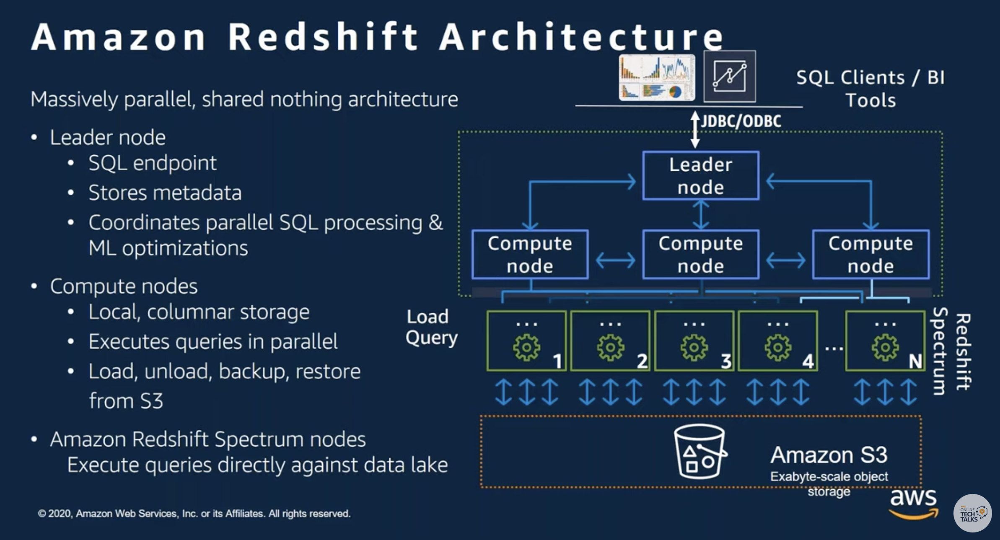 Amazon Redshift Architecture
SQL Clients / BI
Tools
Massively parallel, shared nothing architecture
• Leader node
• SQL endpoint
• Stores metadata
• Coordinates parallel SQL processing &
ML optimizations
• Compute nodes
• Local, columnar storage
• Executes queries in parallel
• Load, unload, backup, restore
from S3
• Amazon Redshift Spectrum nodes
Execute queries directly against data lake
JDBC/ODBC
Leader
node
Compute
node
Compute
node
Compute
node
Load
Query
... 1
... 2
... 3
... 4
...
... N
Redshift
Spectrum
Amazon S3
Exabyte-scale object
storage
© 2020, Amazon Web Services, Inc. or its Affiliates. All rights reserved.
aws
AWS
ONLINE
TECH
TALKS